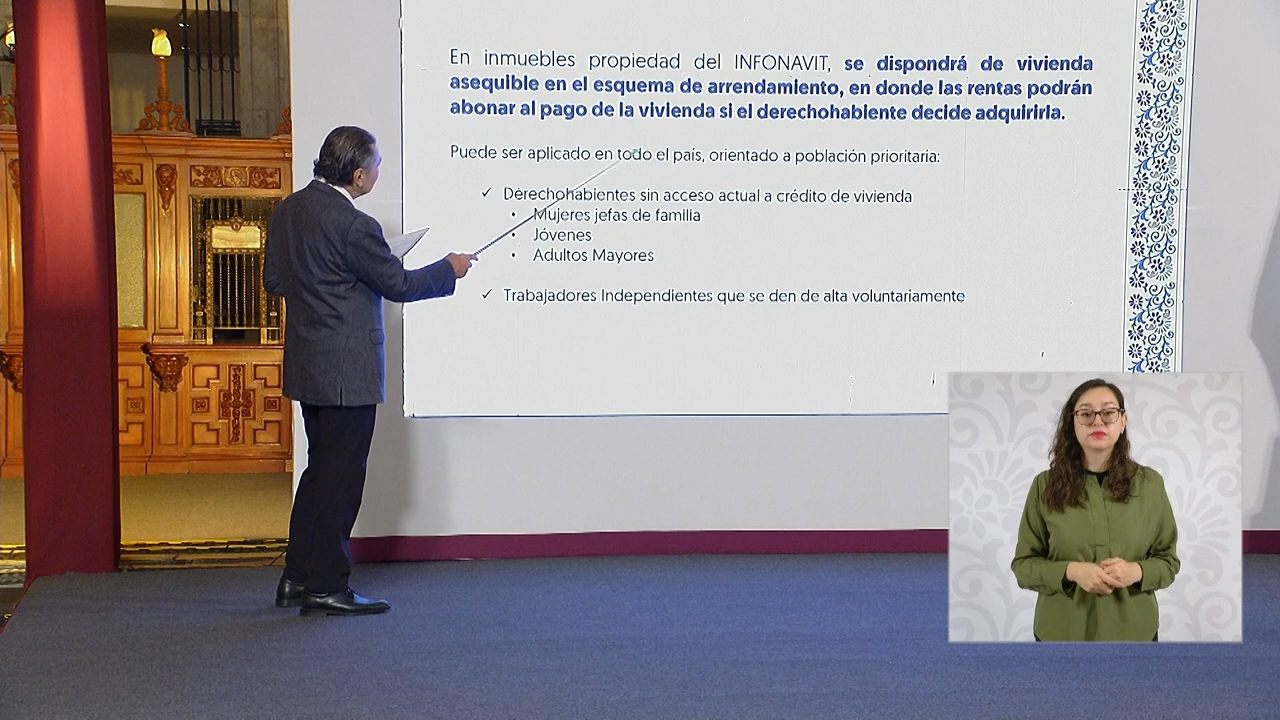 En inmuebles propiedad del INFONAVIT, se dispondrá de vivienda
asequible en el esquema de arrendamiento, en donde las rentas podrán
abonar al pago de la vivienda si el derechohabiente decide adquirirla.
Puede ser aplicado en todo el país, orientado a población prioritaria:
✓ Derechohabientes sin acceso actual a crédito de vivienda
• Mujeres jefas de familia
• Jóvenes
• Adultos Mayores
✓ Trabajadores Independientes que se den de alta voluntariamente